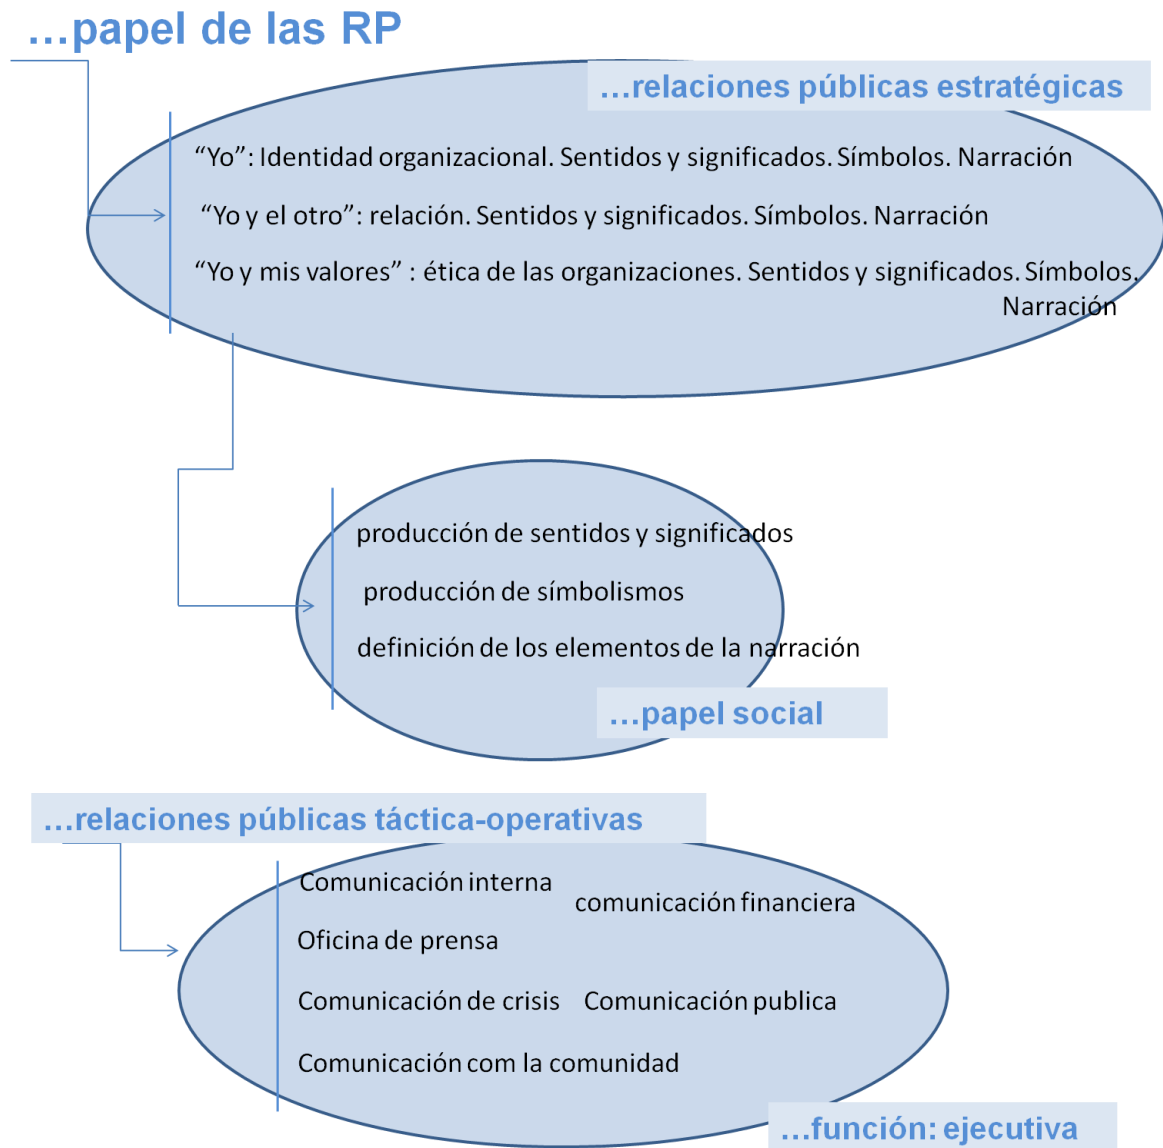 ...papel de las RP
...relaciones públicas estratégicas
“Yo”: Identidad organizacional. Sentidos y significados. Símbolos. Narración
“Yo y el otro”: relación. Sentidos y significados. Símbolos. Narración
“Yo y mis valores” : ética de las organizaciones. Sentidos y significados. Símbolos.
Narración
producción de sentidos y significados
producción de símbolismos
definición de los elementos de la narración
...papel social
...relaciones públicas táctica-operativas
Comunicación interna
comunicación financiera
Oficina de prensa
Comunicación de crisis Comunicación publica
Comunicación com la comunidad
...función: ejecutiva